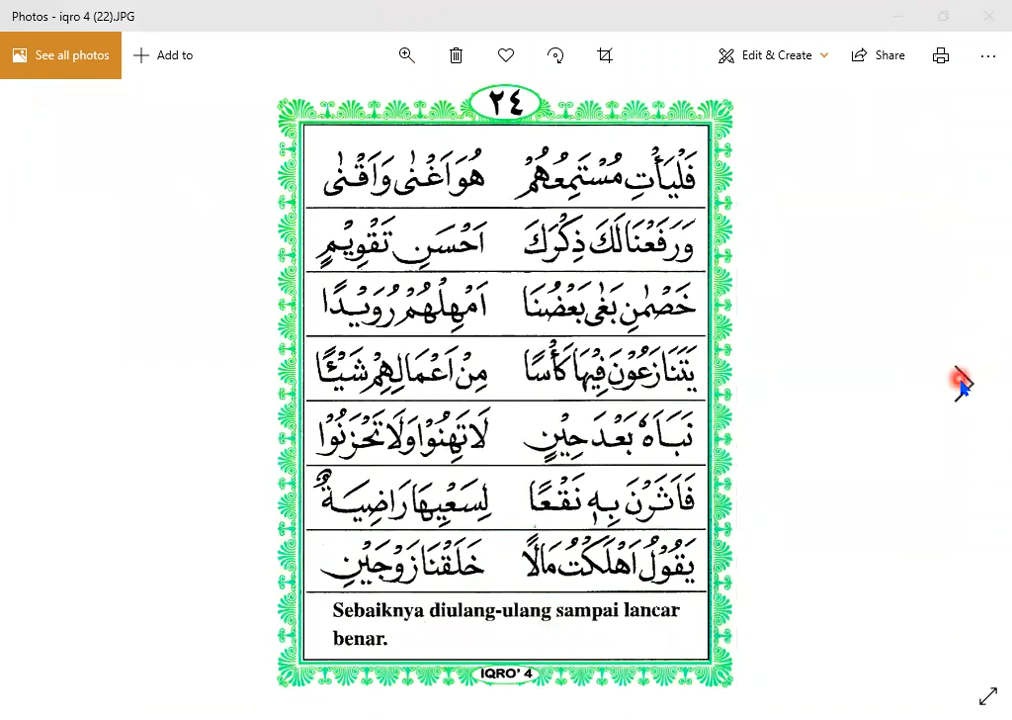 Photos - iqro 4 (22).JPG
See all photos Add to Edit & Create Share
٢٤
فَلْيَأْتِ مُسْتَمِعُهُمْ هُوَ اَغْنٰى وَاَقْنٰى
وَرَفَعْنَا لَكَ ذِكْرَكَ اَحْسَنِ تَقْوِيْمٍ
خَصْمٰنِ بَغٰى بَعْضُنَا اَمْهِلْهُمْ رُوَيْدًا
يَتَنَازَعُوْنَ فِيْهَا كَأْسًا مِنْ اَعْمَالِهِمْ شَيْئًا
نَبَاَهٗ بَعْدَ حِيْنٍ لَا تَهِنُوْا وَلَا تَحْزَنُوْا
فَاَثَرْنَ بِهٖ نَقْعًا لِسَعْيِهَا رَاضِيَةٌ
يَقُوْلُ اَهْلَكْتُ مَالًا خَلَقْنَا زَوْجَيْنِ
Sebaiknya diulang-ulang sampai lancar
benar.
IQRO' 4